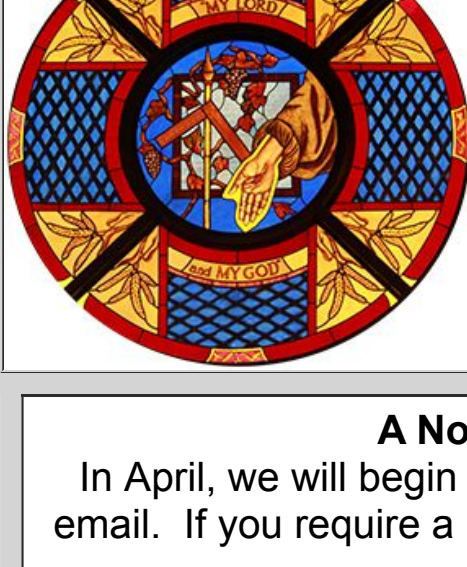 "MY LORD
and MY GOD"
A No
In April, we will begin
email.  If you require a